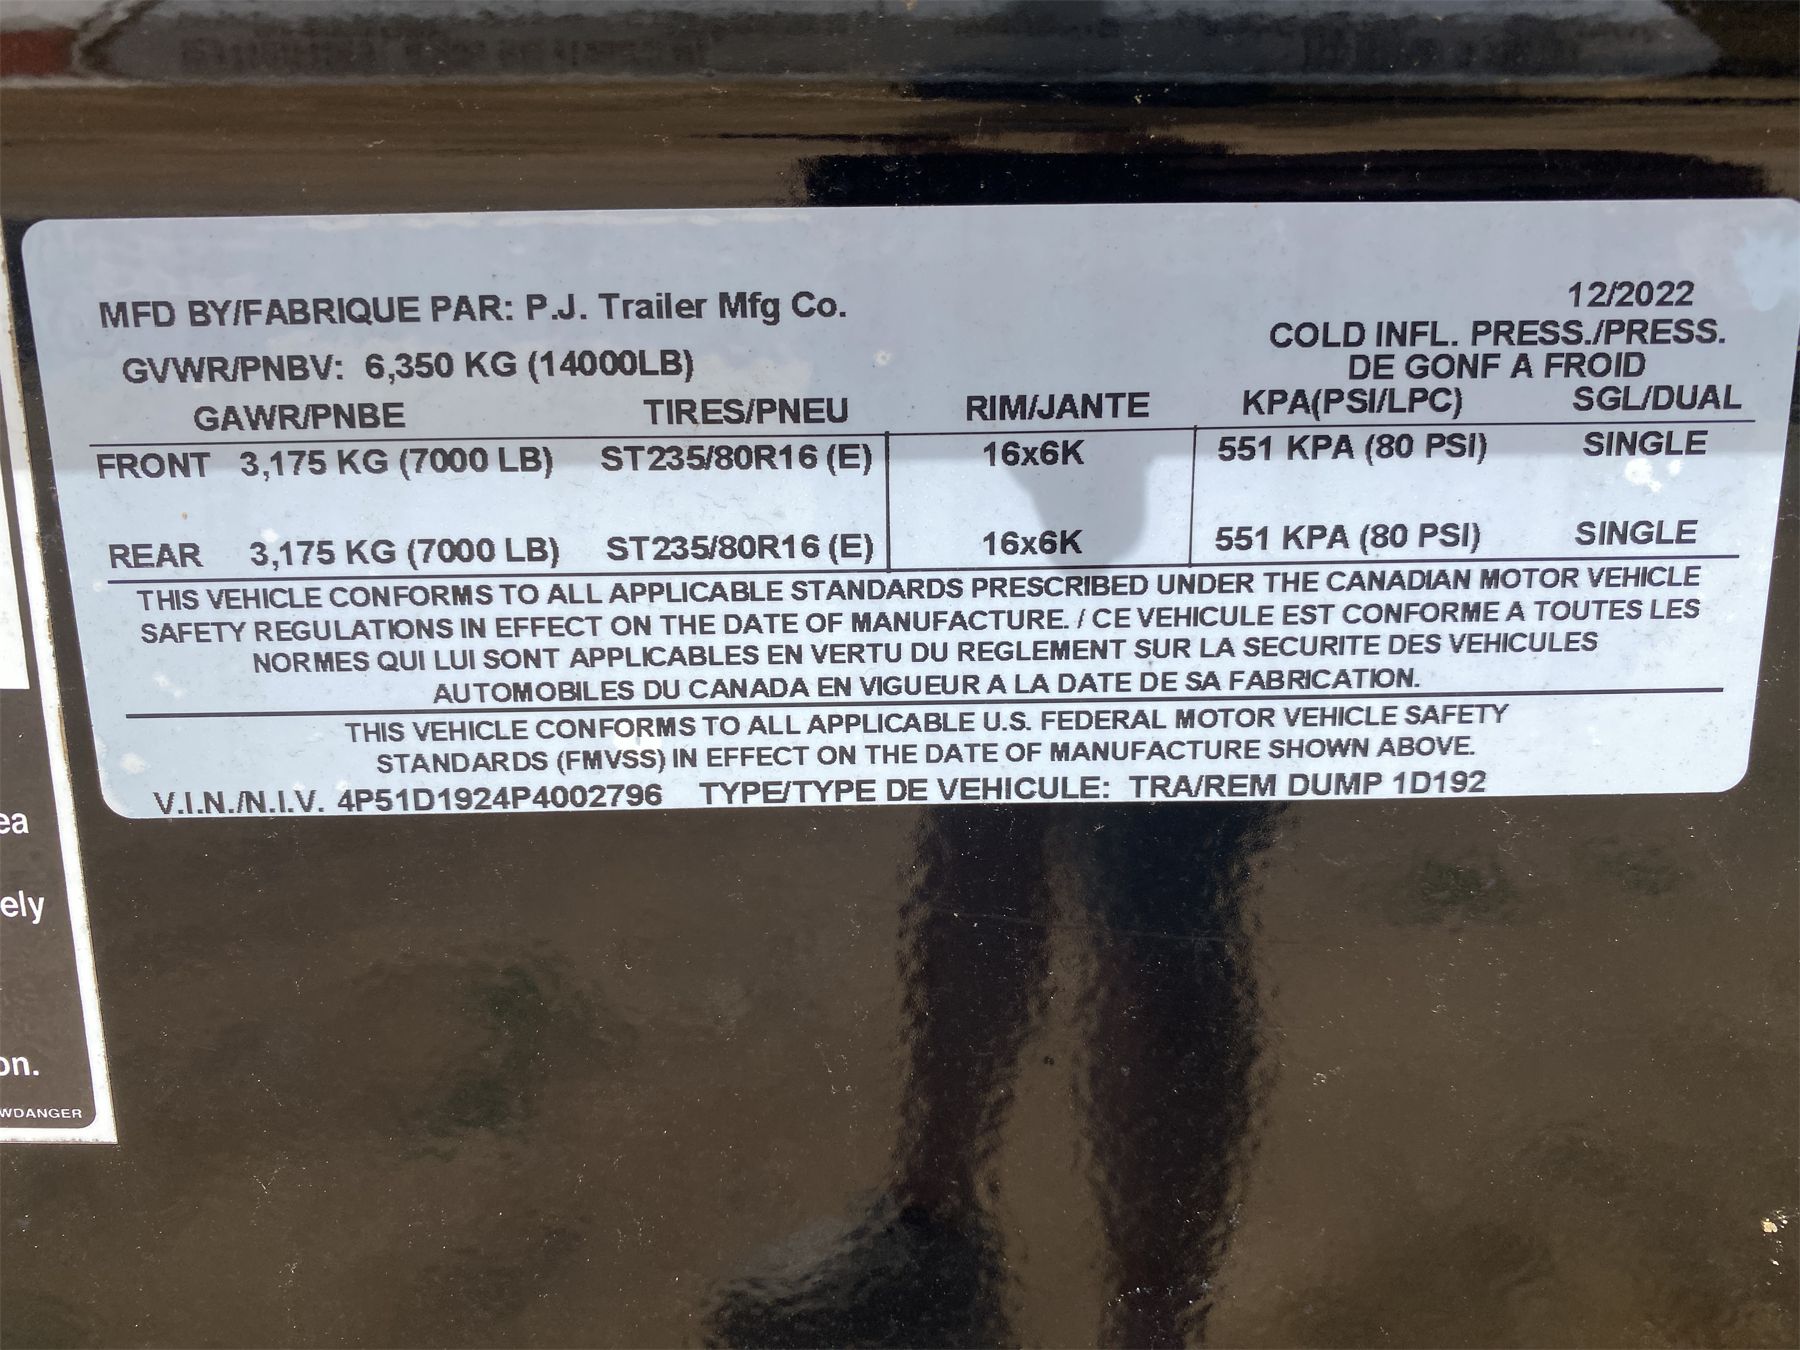 MFD BY/FABRIQUE PAR: P.J. Trailer Mfg Co.
12/2022
GVWR/PNBV: 6,350 KG (14000LB)
COLD INFL. PRESS./PRESS.
DE GONF A FROID
GAWR/PNBE TIRES/PNEU RIM/JANTE KPA(PSI/LPC) SGL/DUAL
FRONT 3,175 KG (7000 LB) ST235/80R16 (E) 16x6K 551 KPA (80 PSI) SINGLE
REAR 3,175 KG (7000 LB) ST235/80R16 (E) 16x6K 551 KPA (80 PSI) SINGLE
THIS VEHICLE CONFORMS TO ALL APPLICABLE STANDARDS PRESCRIBED UNDER THE CANADIAN MOTOR VEHICLE
SAFETY REGULATIONS IN EFFECT ON THE DATE OF MANUFACTURE. / CE VEHICULE EST CONFORME A TOUTES LES
NORMES QUI LUI SONT APPLICABLES EN VERTU DU REGLEMENT SUR LA SECURITE DES VEHICULES
AUTOMOBILES DU CANADA EN VIGUEUR A LA DATE DE SA FABRICATION.
THIS VEHICLE CONFORMS TO ALL APPLICABLE U.S. FEDERAL MOTOR VEHICLE SAFETY
STANDARDS (FMVSS) IN EFFECT ON THE DATE OF MANUFACTURE SHOWN ABOVE.
V.I.N./N.I.V. 4P51D1924P4002796 TYPE/TYPE DE VEHICULE: TRA/REM DUMP 1D192
ea
ely
on.
WDANGER